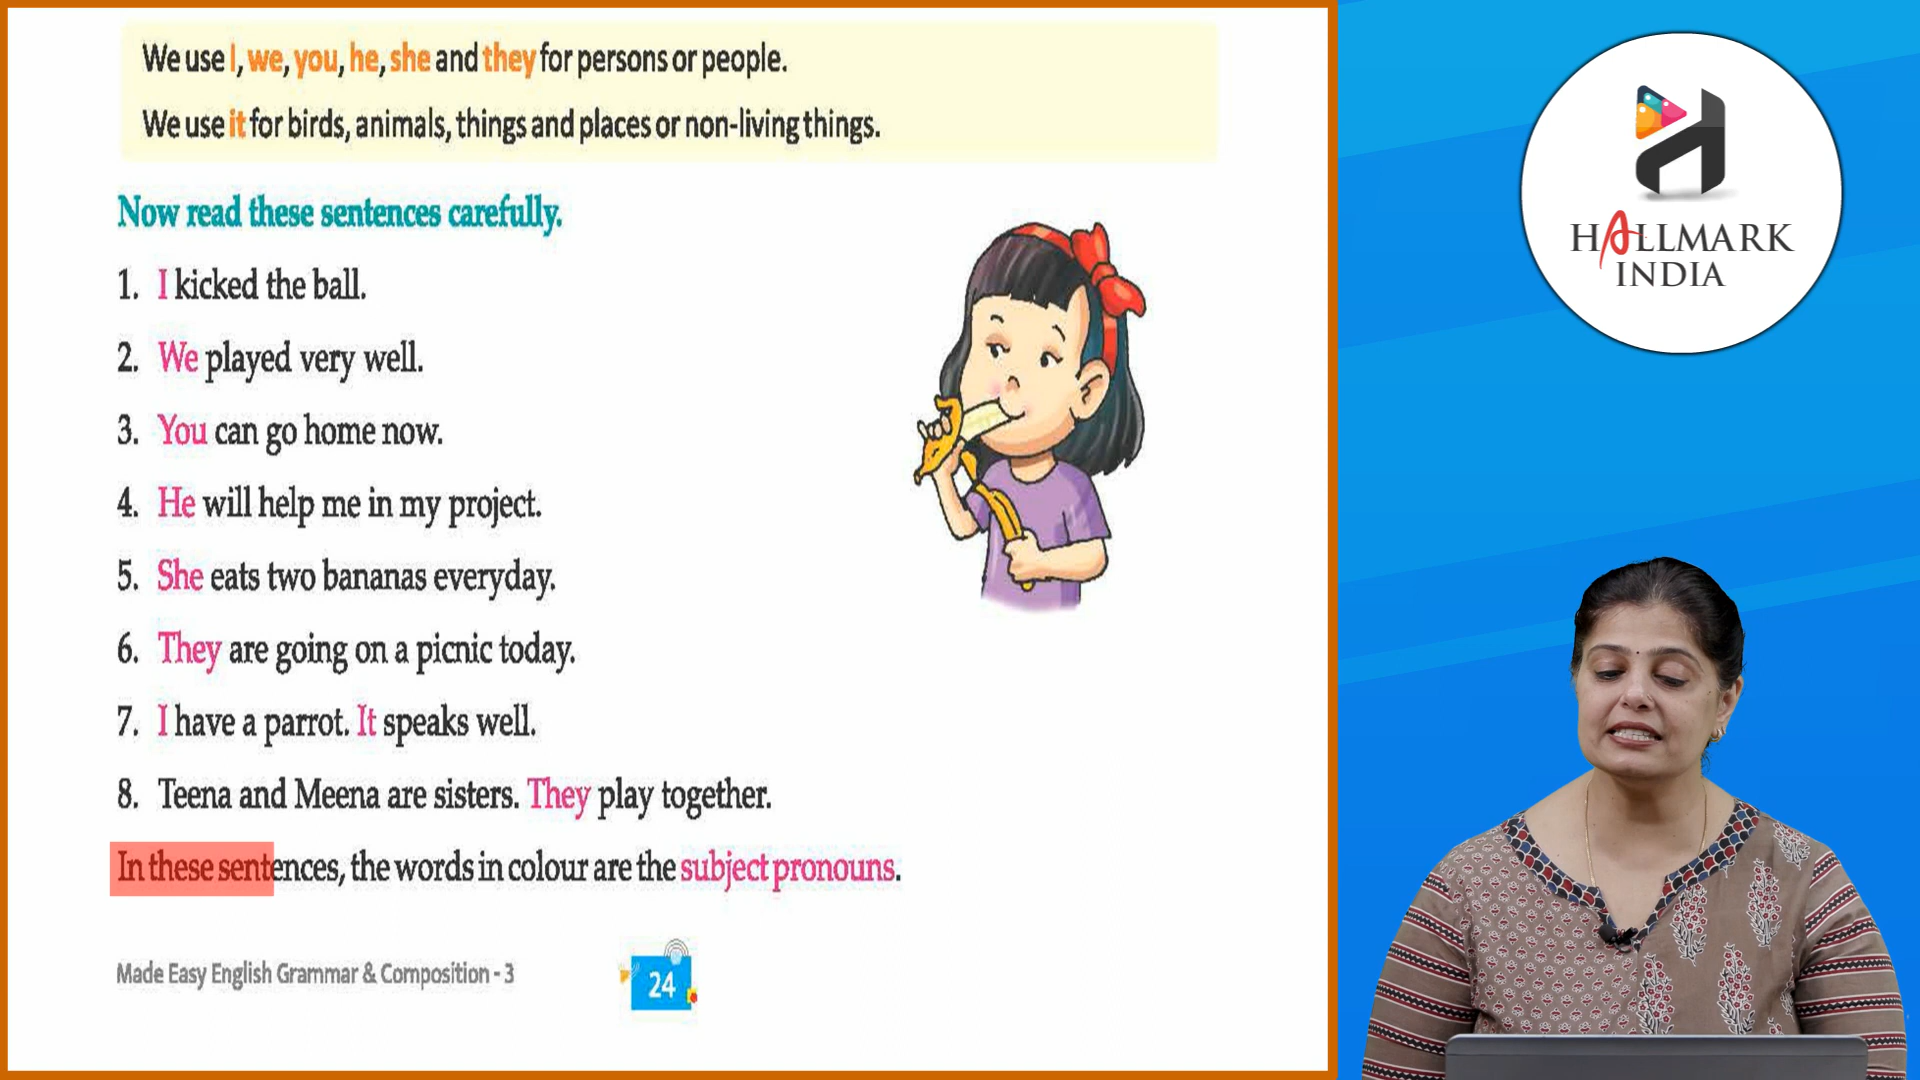 We use I, we, you, he, she and they for persons or people.
We use it for birds, animals, things and places or non-living things.
Now read these sentences carefully.
1. I kicked the ball.
2. We played very well.
3. You can go home now.
4. He will help me in my project.
5. She eats two bananas everyday.
6. They are going on a picnic today.
7. I have a parrot. It speaks well.
8. Teena and Meena are sisters. They play together.
In these sentences, the words in colour are the subject pronouns.
Made Easy English Grammar & Composition - 3
24
HALLMARK
INDIA